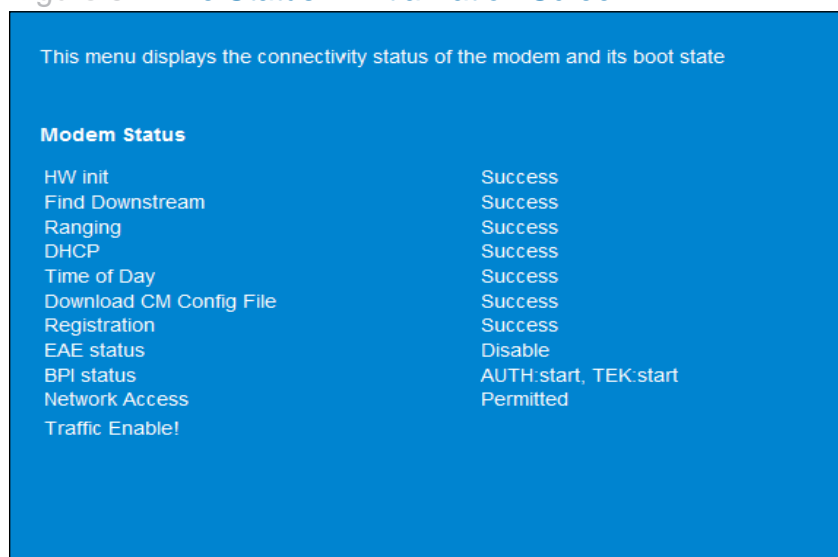 This menu displays the connectivity status of the modem and its boot state
Modem Status
HW init Success
Find Downstream Success
Ranging Success
DHCP Success
Time of Day Success
Download CM Config File Success
Registration Success
EAE status Disable
BPI status AUTH:start, TEK:start
Network Access Permitted
Traffic Enable!